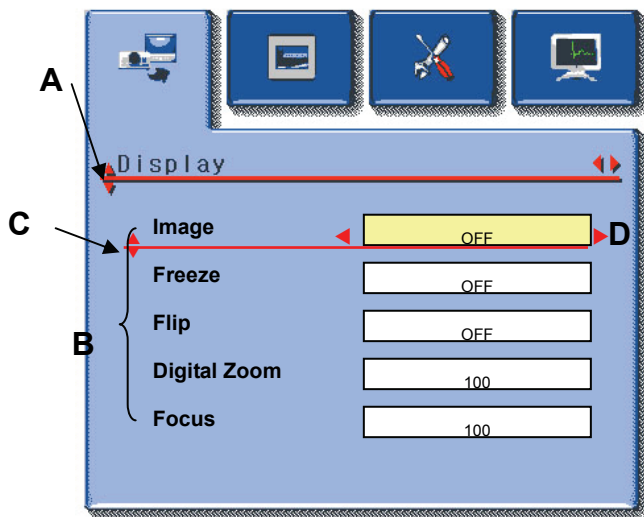 A
Display
C
Image OFF D
Freeze OFF
Flip OFF
B
Digital Zoom 100
Focus 100